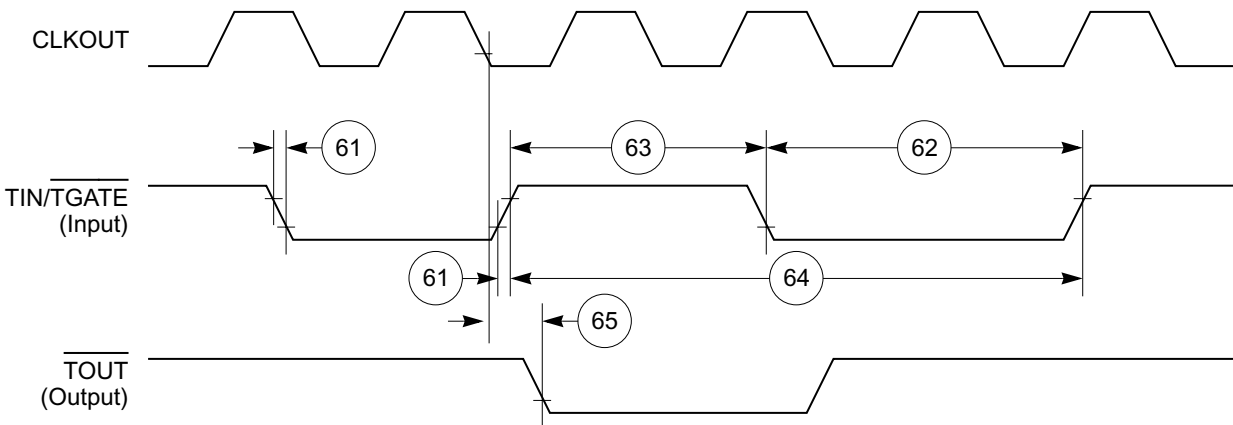 CLKOUT
61
63
62
TIN/TGATE
(Input)
61
64
65
TOUT
(Output)